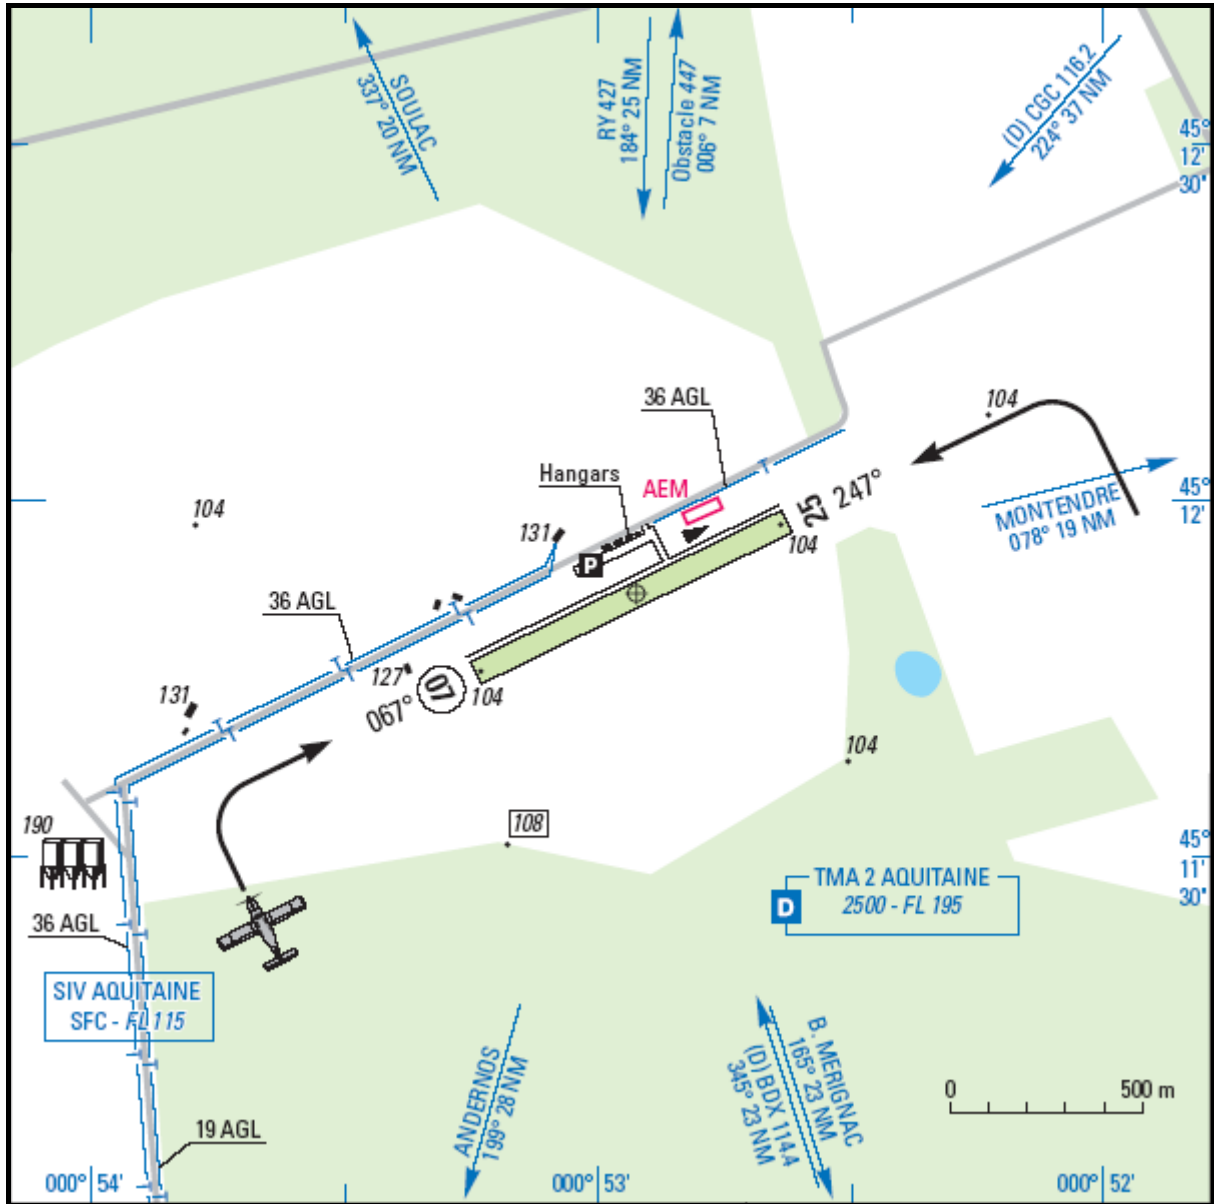 SOULAC
337° 20 NM
RY 427
184° 25 NM
Obstacle 447
006° 7 NM
(D) CGC 116.2
224° 37 NM
45°
12'
30"
36 AGL
104
Hangars
AEM
25 247°
MONTENDRE
078° 19 NM
45°
12'
104
131
P
104
36 AGL
127
067° 07
104
131
104
190
108
45°
11'
30"
TMA 2 AQUITAINE
D 2500 - FL 195
36 AGL
SIV AQUITAINE
SFC - FL 115
ANDERNOS
199° 28 NM
B. MERIGNAC
165° 23 NM
(D) BDX 114.4
345° 23 NM
0 500 m
19 AGL
000° 54' 000° 53' 000° 52'